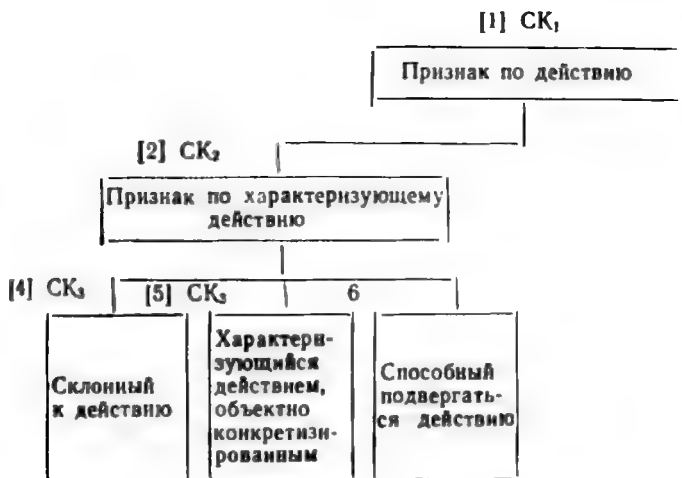 [1] СК₁
Признак по действию
[2] СК₂
Признак по характеризующему
действию
[4] СК₃ [5] СК₃ 6
Склонный
к действию
Характери-
зующийся
действием,
объектно
конкретизи-
рованным
Способный
подвергать-
ся действию